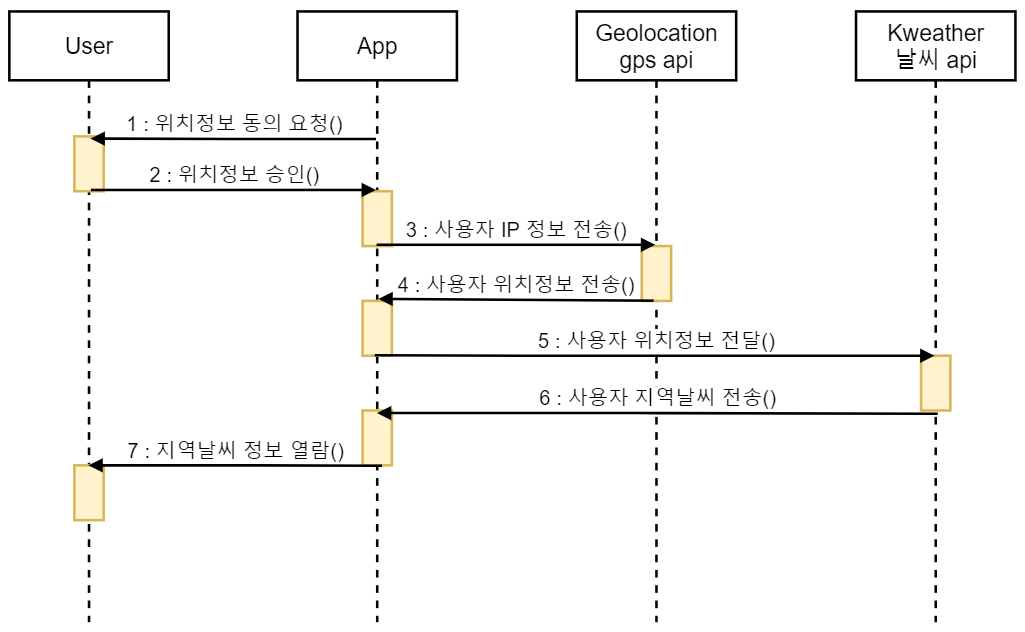 User
App
Geolocation
gps api
Kweather
날씨 api
1 : 위치정보 동의 요청()
2 : 위치정보 승인()
3 : 사용자 IP 정보 전송()
4 : 사용자 위치정보 전송()
5 : 사용자 위치정보 전달()
6 : 사용자 지역날씨 전송()
7 : 지역날씨 정보 열람()